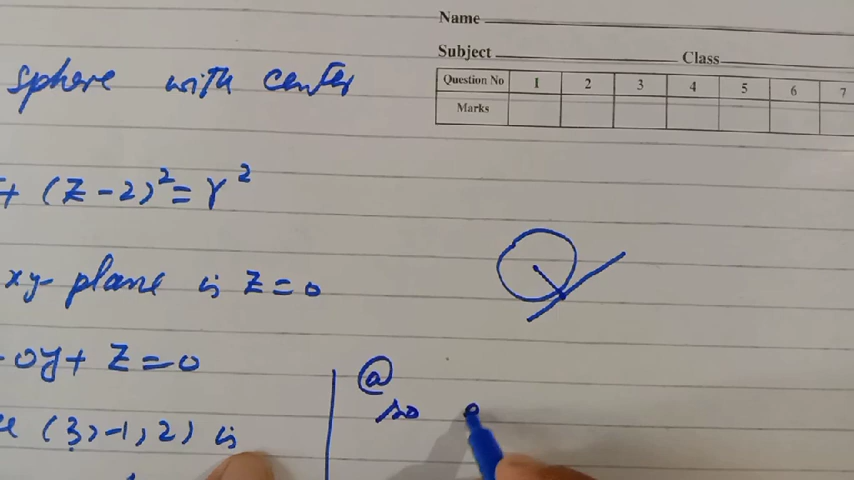 Name
Subject Class
Question No 1 2 3 4 5 6 7
Marks
sphere with center
+ (z-2)²=r²
xy-plane is z=0
0y+ z=0
(3,-1,2) is
ⓐ
so